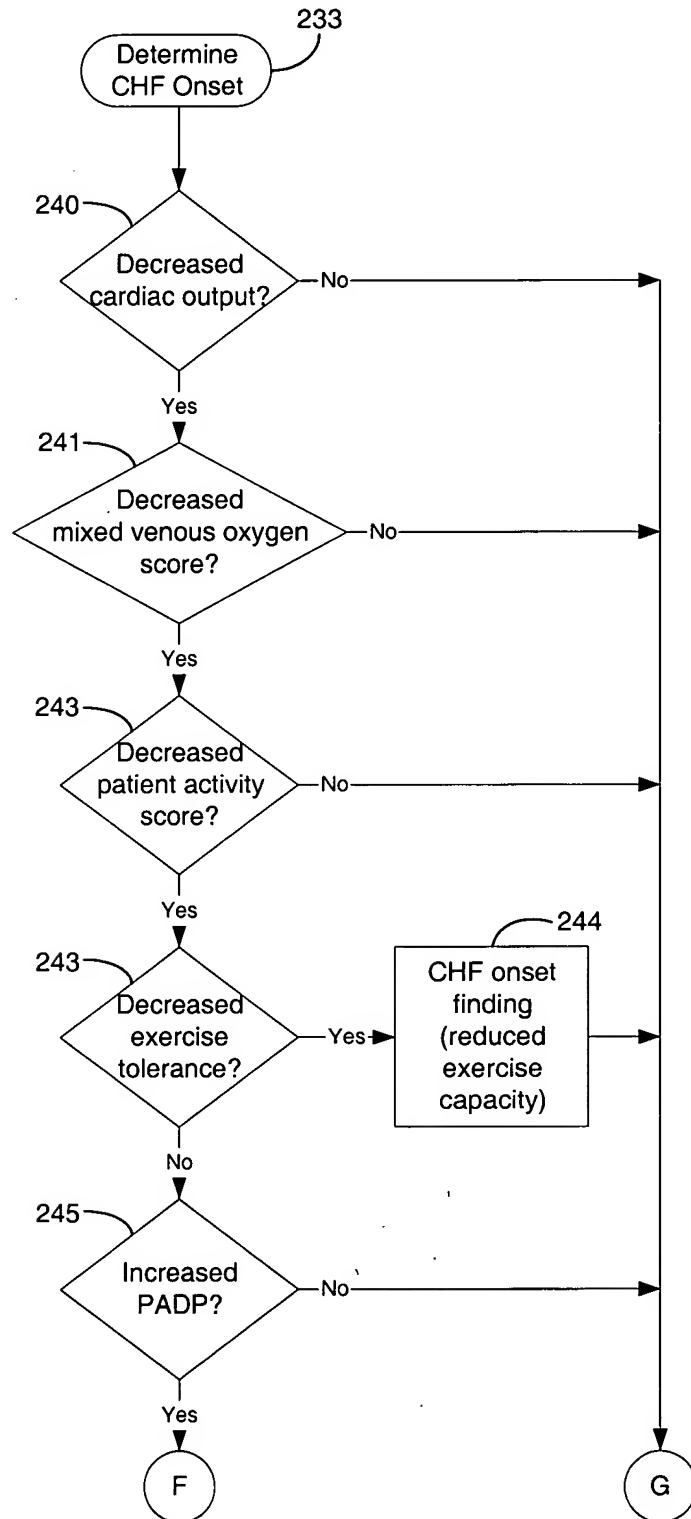 233
Determine
CHF Onset
240
Decreased
cardiac output?
No
Yes
241
Decreased
mixed venous oxygen
score?
No
Yes
243
Decreased
patient activity
score?
No
Yes
243
Decreased
exercise
tolerance?
Yes
244
CHF onset
finding
(reduced
exercise
capacity)
No
245
Increased
PADP?
No
Yes
F
G